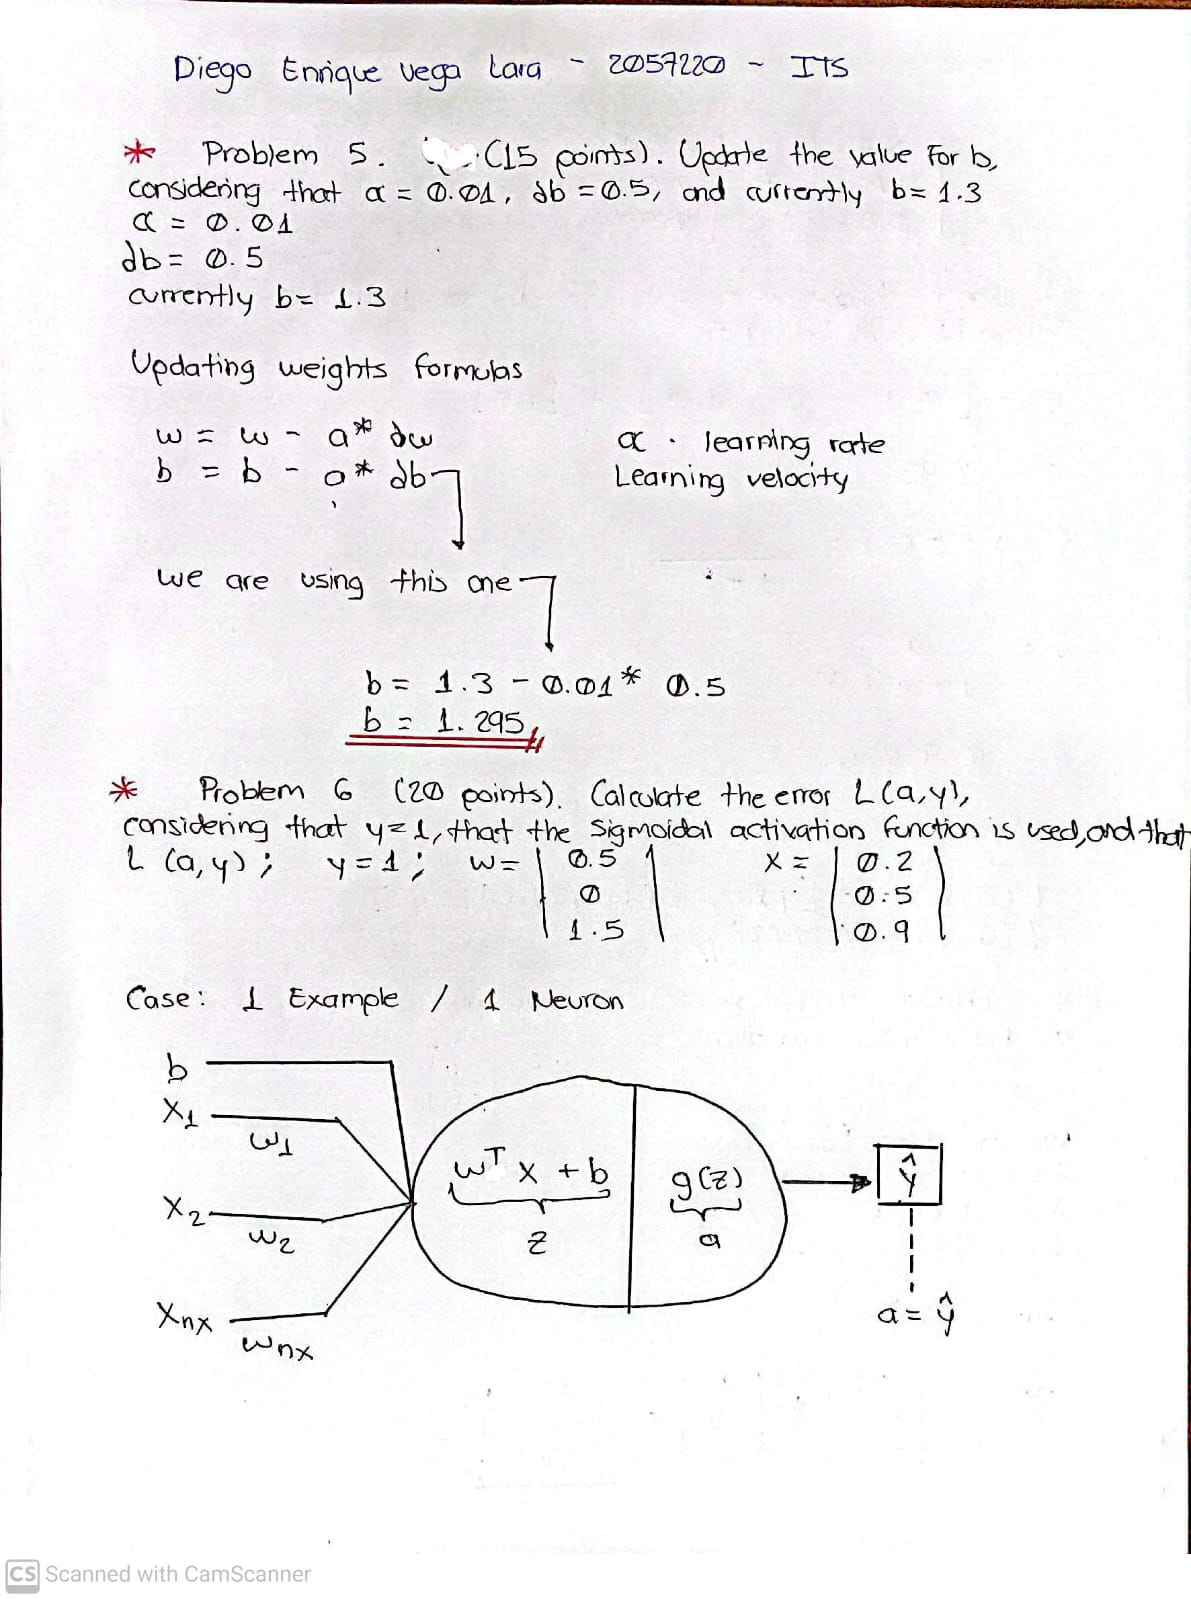 Diego Enrique Vega Lara - 2057220 - ITS
* Problem 5. (15 points). Update the value For b,
considering that α = 0.01, db = 0.5, and currently b= 1.3
α = 0.01
db = 0.5
currently b= 1.3
Updating weights formulas
w = w - a* dw
b = b - a* db
α . learning rate
Learning velocity
we are using this one
b = 1.3 - 0.01 * 0.5
b = 1.295
* Problem 6 (20 points). Calculate the error L(a,y),
considering that y=1, that the Sigmoidal activation function is used, and that
L (a,y); y=1; w= | 0.5 | x = | 0.2 |
0 0.5
1.5 0.9
Case: 1 Example / 1 Neuron
b
X1
w1
X2
w2
Xnx
wnx
wT x + b
z
g(z)
a
ŷ
a = ŷ
CS Scanned with CamScanner